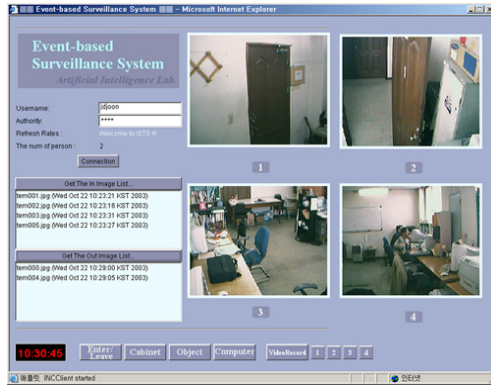 Event-based Surveillance System - Microsoft Internet Explorer
Event-based
Surveillance System
Artificial Intelligence Lab.
Username: jdjoon
Authority: ****
Refresh Rates : Welcome to ISTS !!!
The num of person : 2
Connection
Get The In Image List...
tem001.jpg (Wed Oct 22 10:23:21 KST 2003)
tem002.jpg (Wed Oct 22 10:23:16 KST 2003)
tem003.jpg (Wed Oct 22 10:23:31 KST 2003)
tem005.jpg (Wed Oct 22 10:23:27 KST 2003)
Get The Out Image List...
tem000.jpg (Wed Oct 22 10:29:00 KST 2003)
tem004.jpg (Wed Oct 22 10:29:05 KST 2003)
1
2
3
4
10:30:45
Enter/
Leave
Cabinet
Object
Computer
VideoRecord
1
2
3
4
애플릿 INCClient started
인터넷